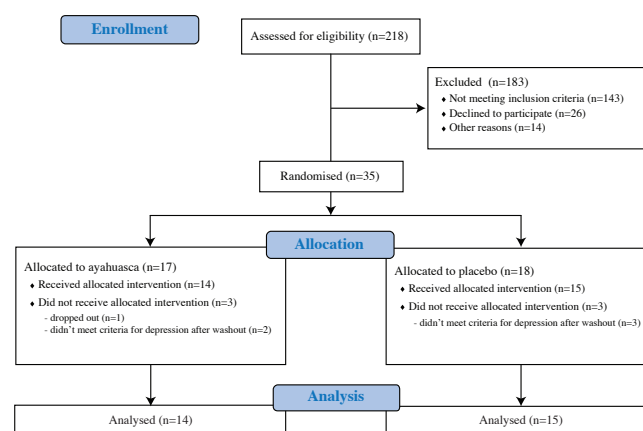 Enrollment
Assessed for eligibility (n=218)
Excluded (n=183)
♦ Not meeting inclusion criteria (n=143)
♦ Declined to participate (n=26)
♦ Other reasons (n=14)
Randomised (n=35)
Allocation
Allocated to ayahuasca (n=17)
♦ Received allocated intervention (n=14)
♦ Did not receive allocated intervention (n=3)
- dropped out (n=1)
- didn't meet criteria for depression after washout (n=2)
Allocated to placebo (n=18)
♦ Received allocated intervention (n=15)
♦ Did not receive allocated intervention (n=3)
- didn't meet criteria for depression after washout (n=3)
Analysis
Analysed (n=14)
Analysed (n=15)